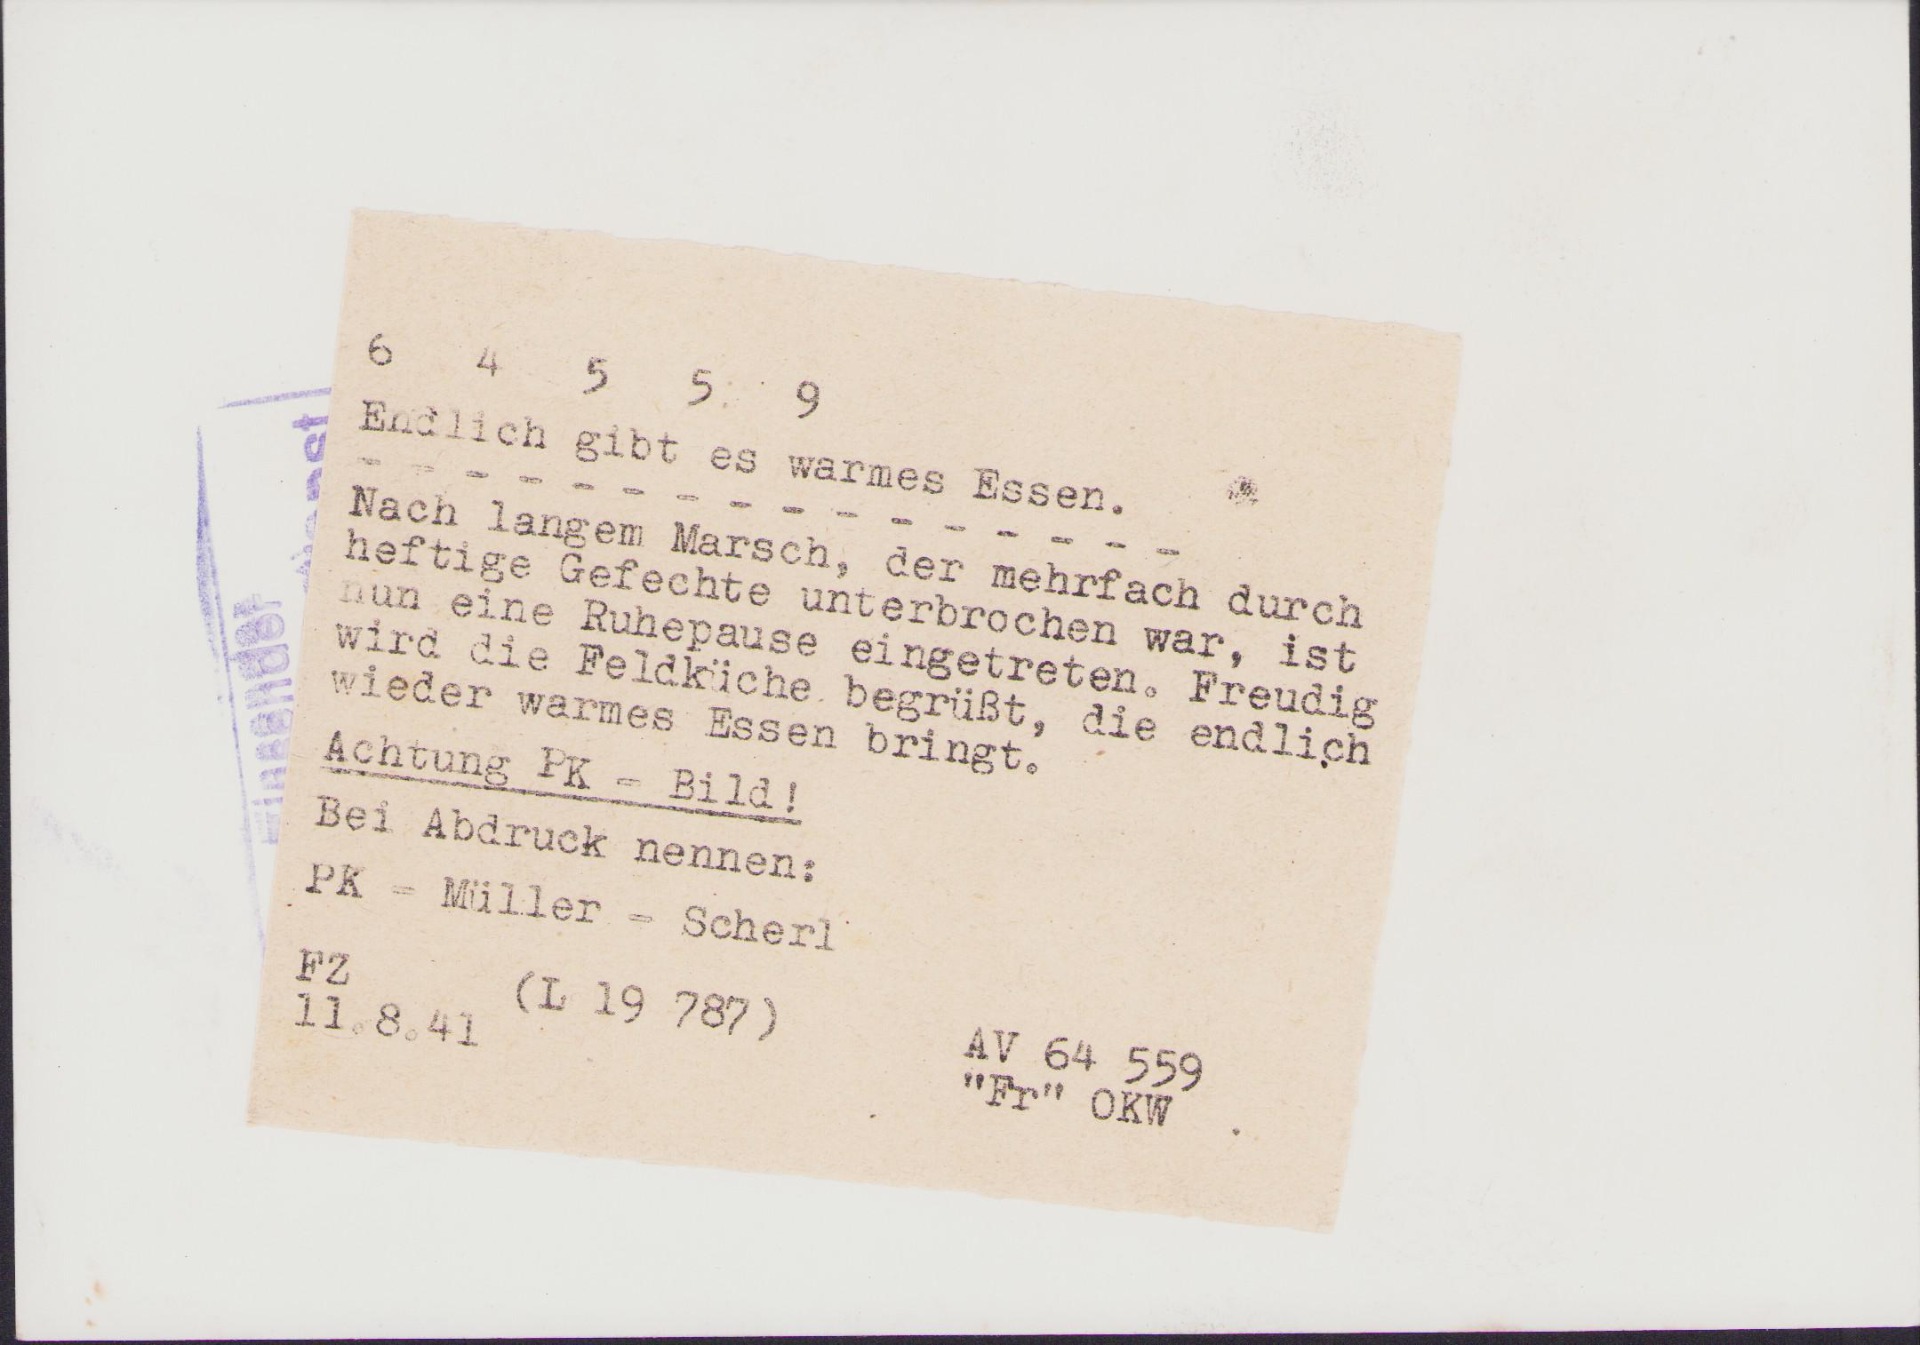 6 4 5 5 9
Endlich gibt es warmes Essen.
- - - - - - - - - - - - - - - -
Nach langem Marsch, der mehrfach durch
heftige Gefechte unterbrochen war, ist
nun eine Ruhepause eingetreten. Freudig
wird die Feldküche begrüßt, die endlich
wieder warmes Essen bringt.
Achtung PK - Bild!
Bei Abdruck nennen:
PK - Müller - Scherl
FZ
(L 19 787)
11.8.41
AV 64 559
"Fr" OKW
Einsender